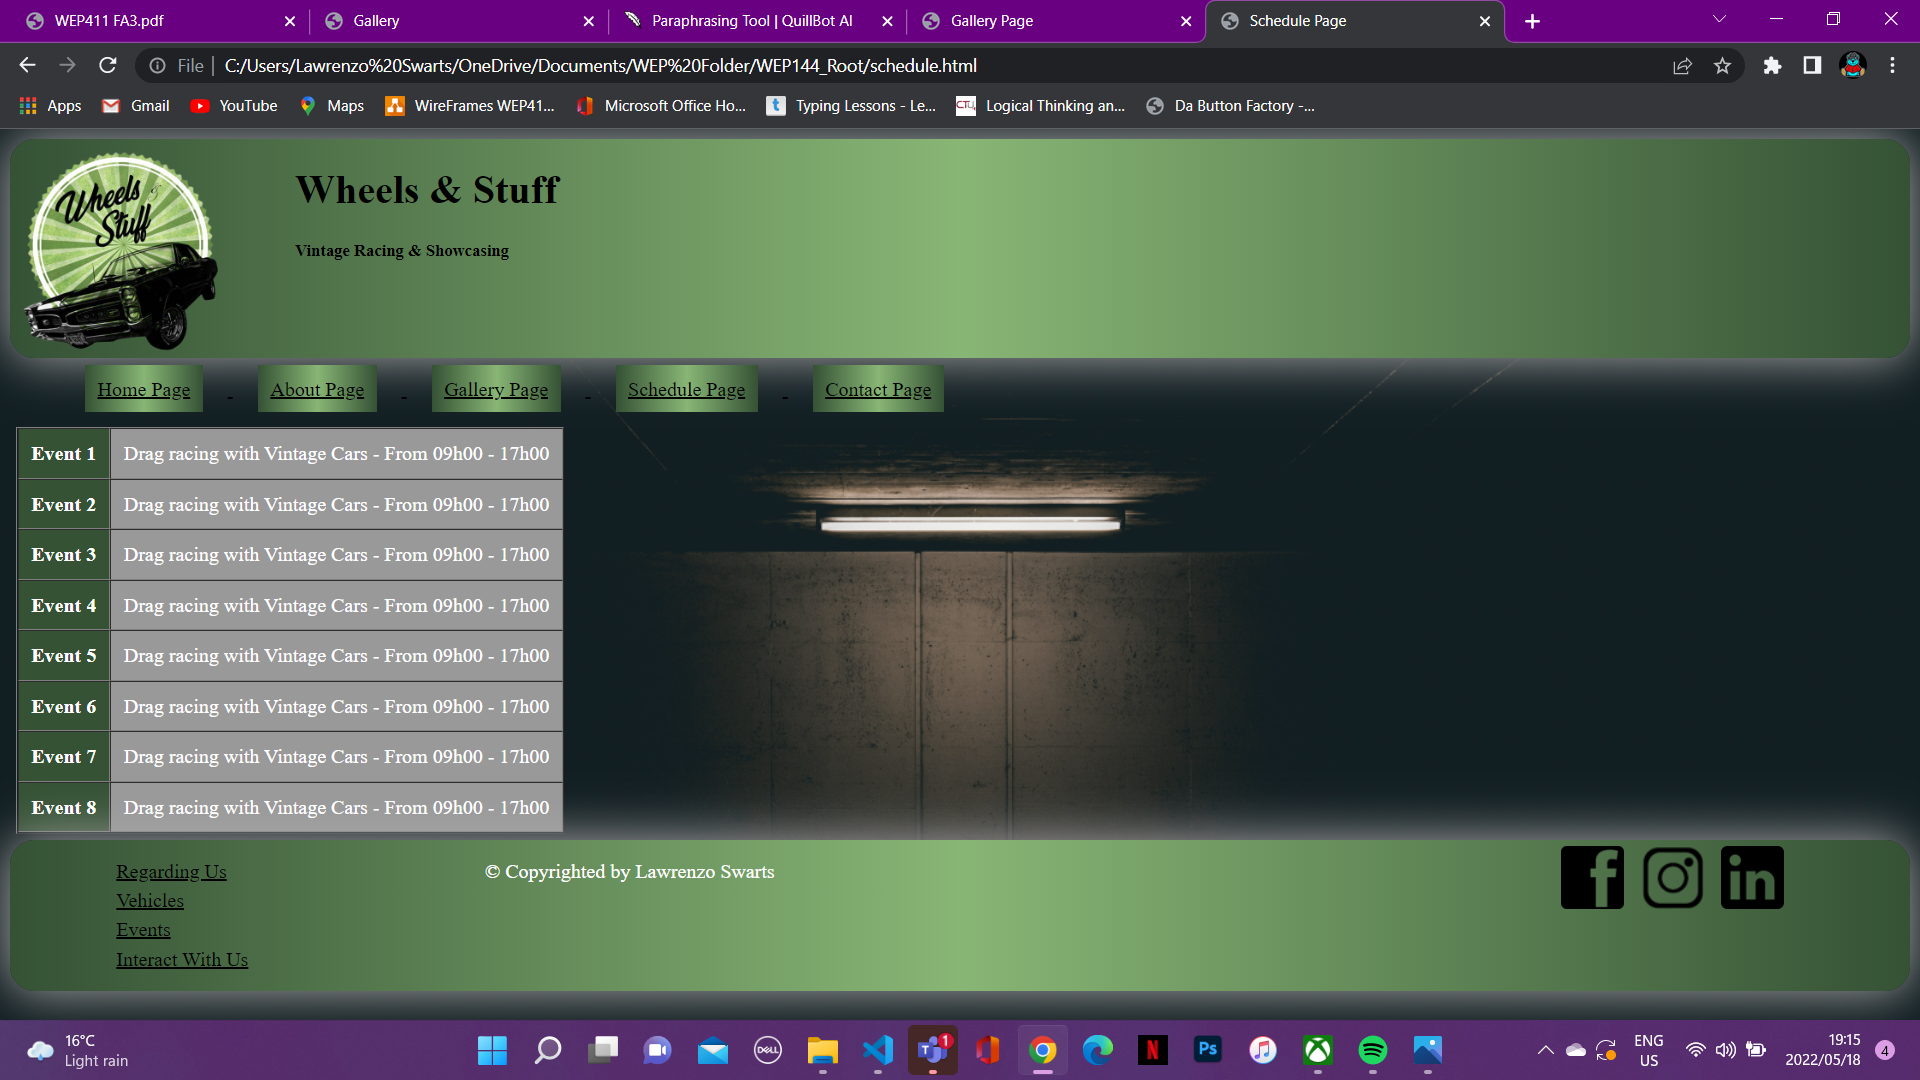 WEP411 FA3.pdf
Gallery
Paraphrasing Tool | QuillBot AI
Gallery Page
Schedule Page
File
C:/Users/Lawrenzo%20Swarts/OneDrive/Documents/WEP%20Folder/WEP144_Root/schedule.html
Apps
Gmail
YouTube
Maps
WireFrames WEP41...
Microsoft Office Ho...
Typing Lessons - Le...
Logical Thinking an...
Da Button Factory -...
Wheels &
Stuff
Wheels & Stuff
Vintage Racing & Showcasing
Home Page - About Page - Gallery Page - Schedule Page - Contact Page
Event 1 Drag racing with Vintage Cars - From 09h00 - 17h00
Event 2 Drag racing with Vintage Cars - From 09h00 - 17h00
Event 3 Drag racing with Vintage Cars - From 09h00 - 17h00
Event 4 Drag racing with Vintage Cars - From 09h00 - 17h00
Event 5 Drag racing with Vintage Cars - From 09h00 - 17h00
Event 6 Drag racing with Vintage Cars - From 09h00 - 17h00
Event 7 Drag racing with Vintage Cars - From 09h00 - 17h00
Event 8 Drag racing with Vintage Cars - From 09h00 - 17h00
Regarding Us
Vehicles
Events
Interact With Us
© Copyrighted by Lawrenzo Swarts
f
in
16°C
Light rain
DELL
1
N
Ps
ENG
US
19:15
2022/05/18
4